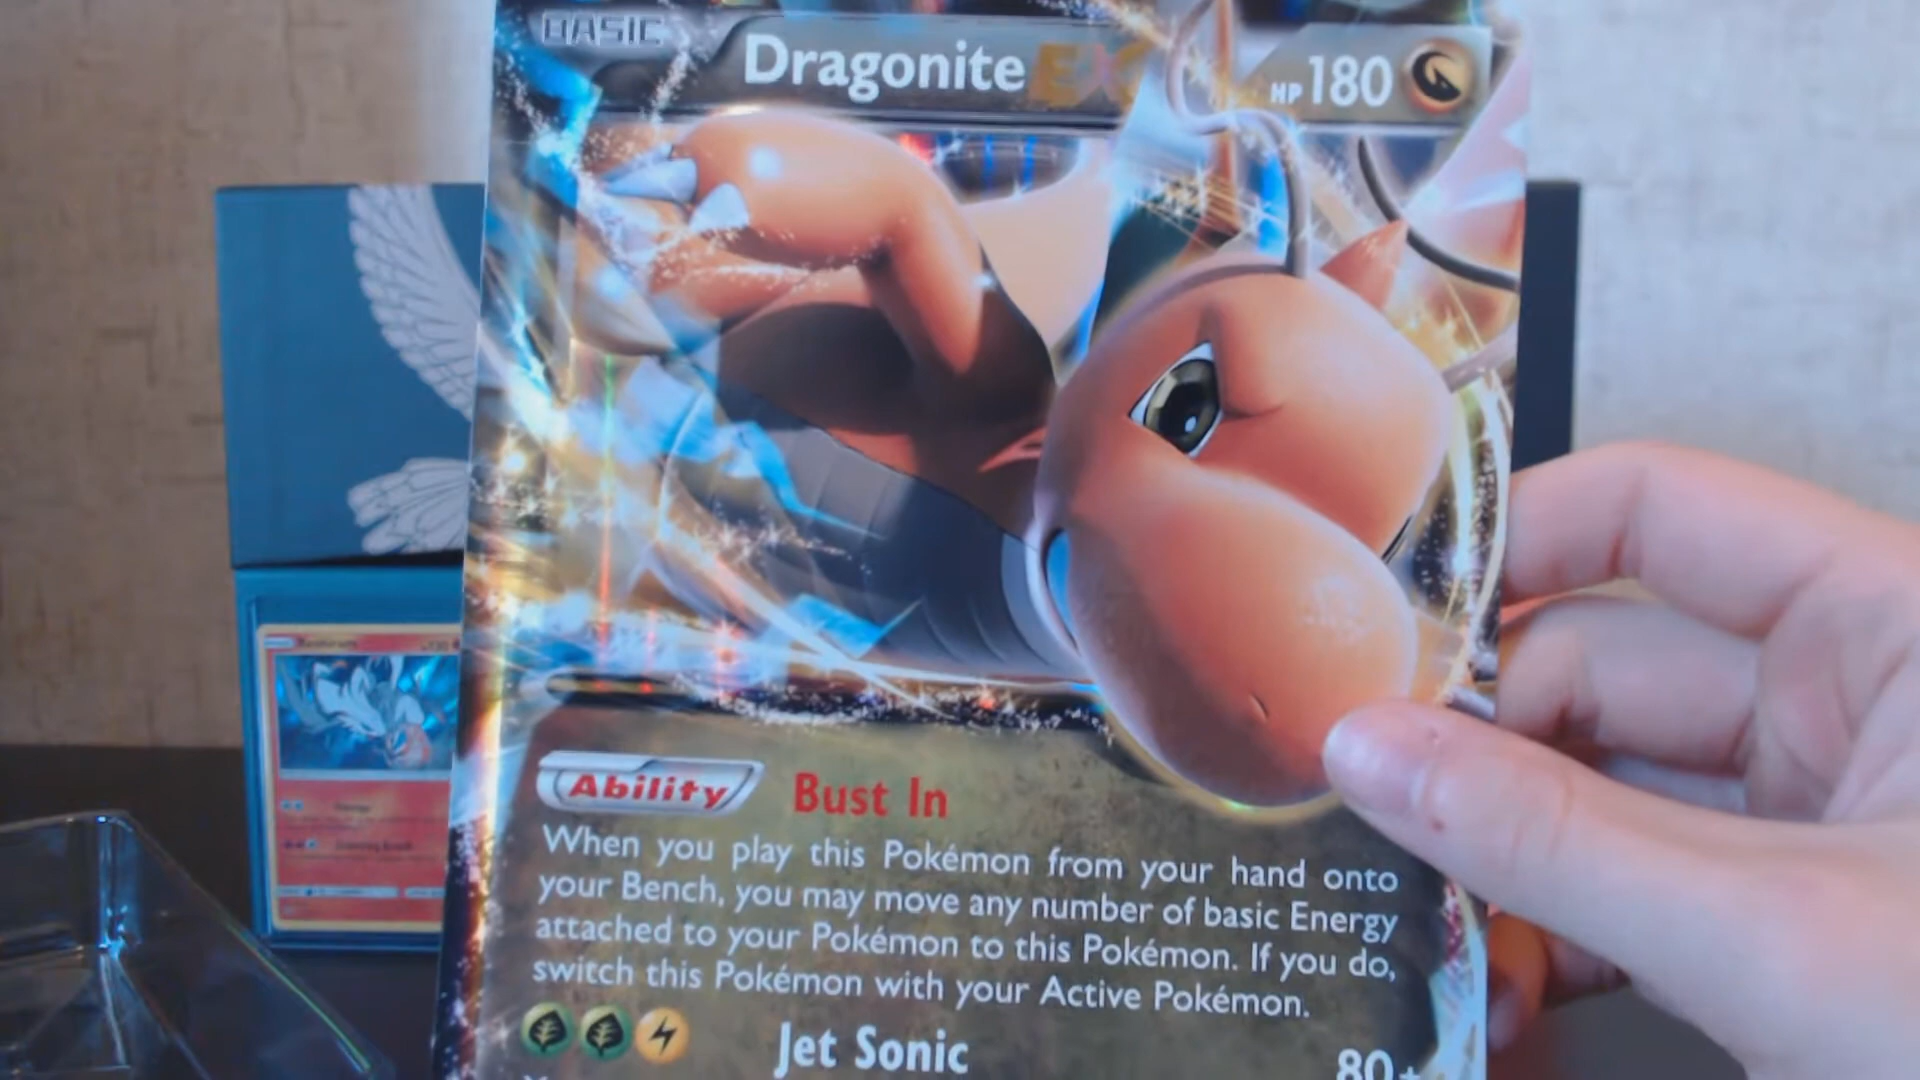 BASIC
Dragonite EX
HP 180
Ability Bust In
When you play this Pokémon from your hand onto
your Bench, you may move any number of basic Energy
attached to your Pokémon to this Pokémon. If you do,
switch this Pokémon with your Active Pokémon.
Jet Sonic 80+